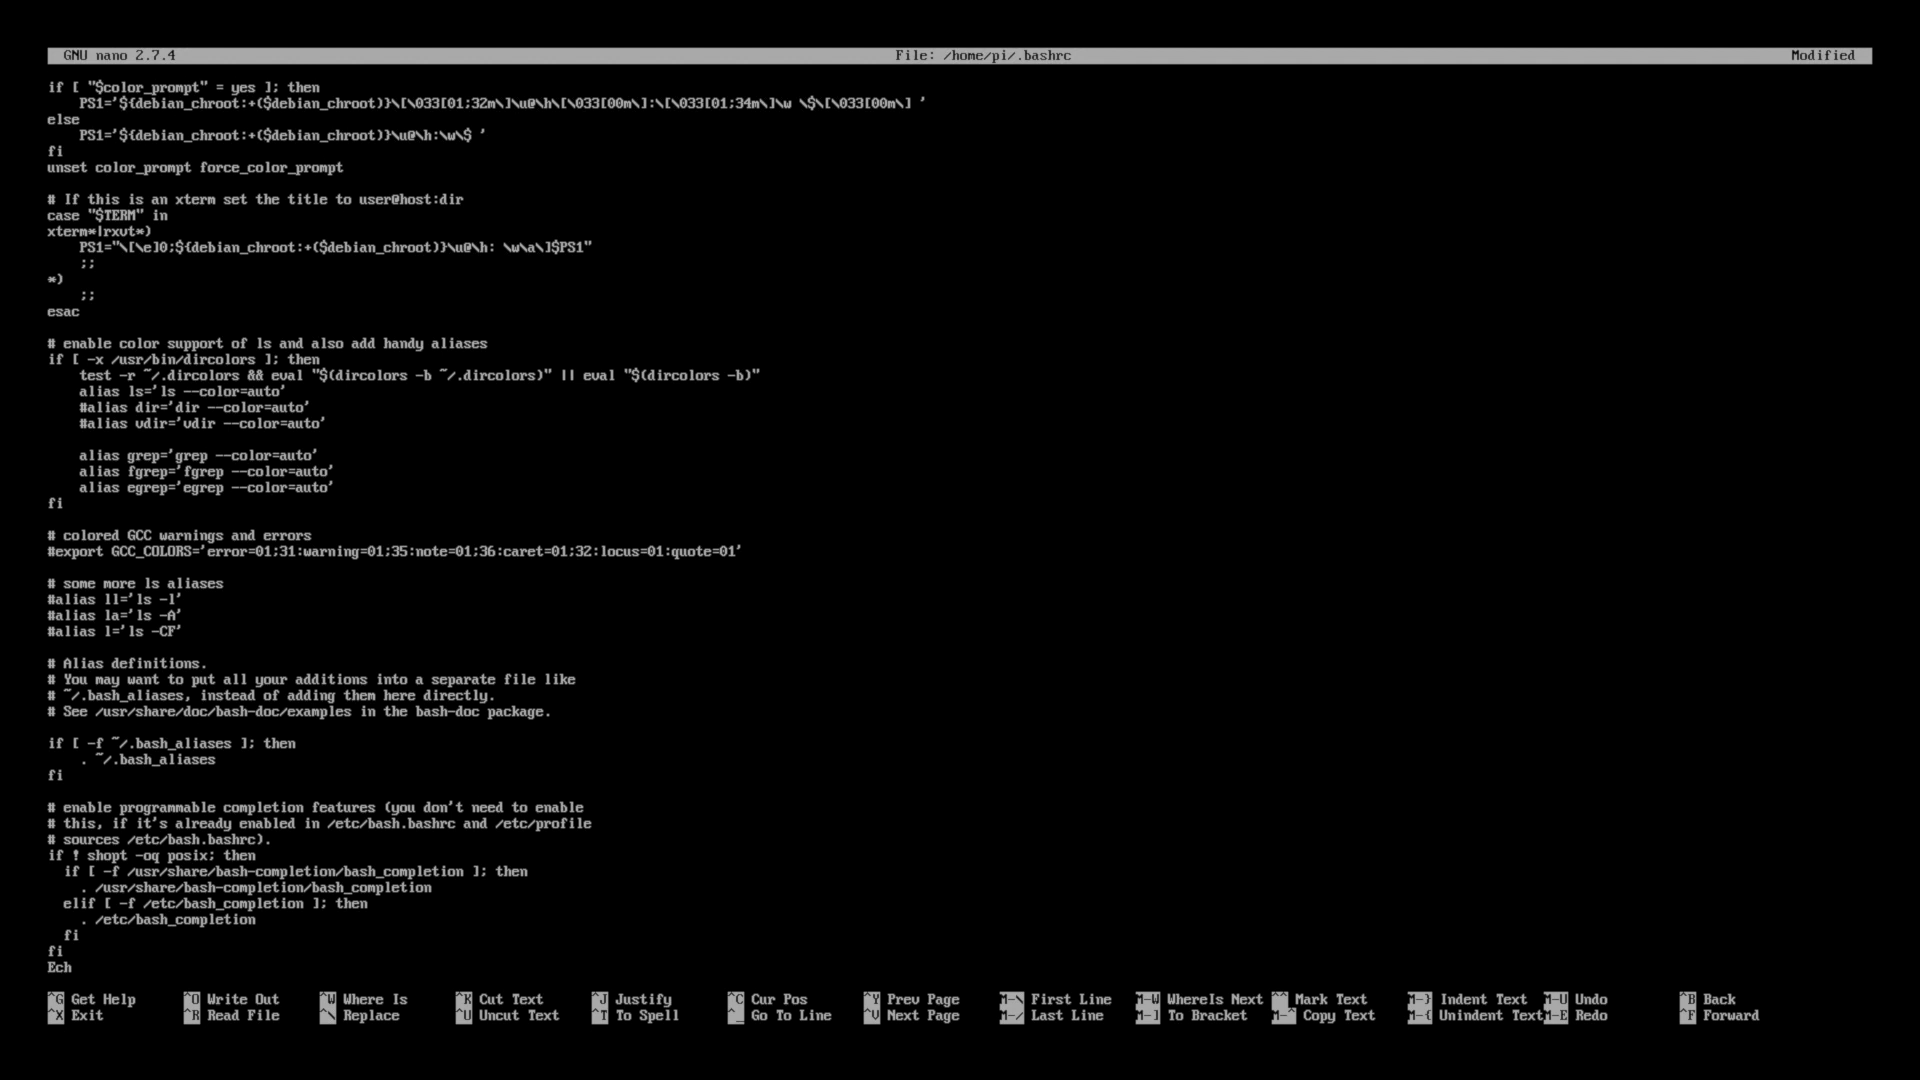 GNU nano 2.7.4 File: /home/pi/.bashrc Modified
if [ "$color_prompt" = yes ]; then
    PS1='${debian_chroot:+($debian_chroot)}\[\033[01;32m\]\u@\h\[\033[00m\]:\[\033[01;34m\]\w \$\[\033[00m\] '
else
    PS1='${debian_chroot:+($debian_chroot)}\u@\h:\w\$ '
fi
unset color_prompt force_color_prompt
# If this is an xterm set the title to user@host:dir
case "$TERM" in
xterm*|rxvt*)
    PS1="\[\e]0;${debian_chroot:+($debian_chroot)}\u@\h: \w\a\]$PS1"
    ;;
*)
    ;;
esac
# enable color support of ls and also add handy aliases
if [ -x /usr/bin/dircolors ]; then
    test -r ~/.dircolors && eval "$(dircolors -b ~/.dircolors)" || eval "$(dircolors -b)"
    alias ls='ls --color=auto'
    #alias dir='dir --color=auto'
    #alias vdir='vdir --color=auto'
    alias grep='grep --color=auto'
    alias fgrep='fgrep --color=auto'
    alias egrep='egrep --color=auto'
fi
# colored GCC warnings and errors
#export GCC_COLORS='error=01;31:warning=01;35:note=01;36:caret=01;32:locus=01:quote=01'
# some more ls aliases
#alias ll='ls -l'
#alias la='ls -A'
#alias l='ls -CF'
# Alias definitions.
# You may want to put all your additions into a separate file like
# ~/.bash_aliases, instead of adding them here directly.
# See /usr/share/doc/bash-doc/examples in the bash-doc package.
if [ -f ~/.bash_aliases ]; then
    . ~/.bash_aliases
fi
# enable programmable completion features (you don't need to enable
# this, if it's already enabled in /etc/bash.bashrc and /etc/profile
# sources /etc/bash.bashrc).
if ! shopt -oq posix; then
  if [ -f /usr/share/bash-completion/bash_completion ]; then
    . /usr/share/bash-completion/bash_completion
  elif [ -f /etc/bash_completion ]; then
    . /etc/bash_completion
  fi
fi
Ech
^G Get Help ^O Write Out ^W Where Is ^K Cut Text ^J Justify ^C Cur Pos ^Y Prev Page M-\ First Line M-W WhereIs Next ^^ Mark Text M-} Indent Text M-U Undo ^B Back
^X Exit ^R Read File ^\ Replace ^U Uncut Text ^T To Spell ^_ Go To Line ^V Next Page M-/ Last Line M-] To Bracket M-^ Copy Text M-{ Unindent Text M-E Redo ^F Forward